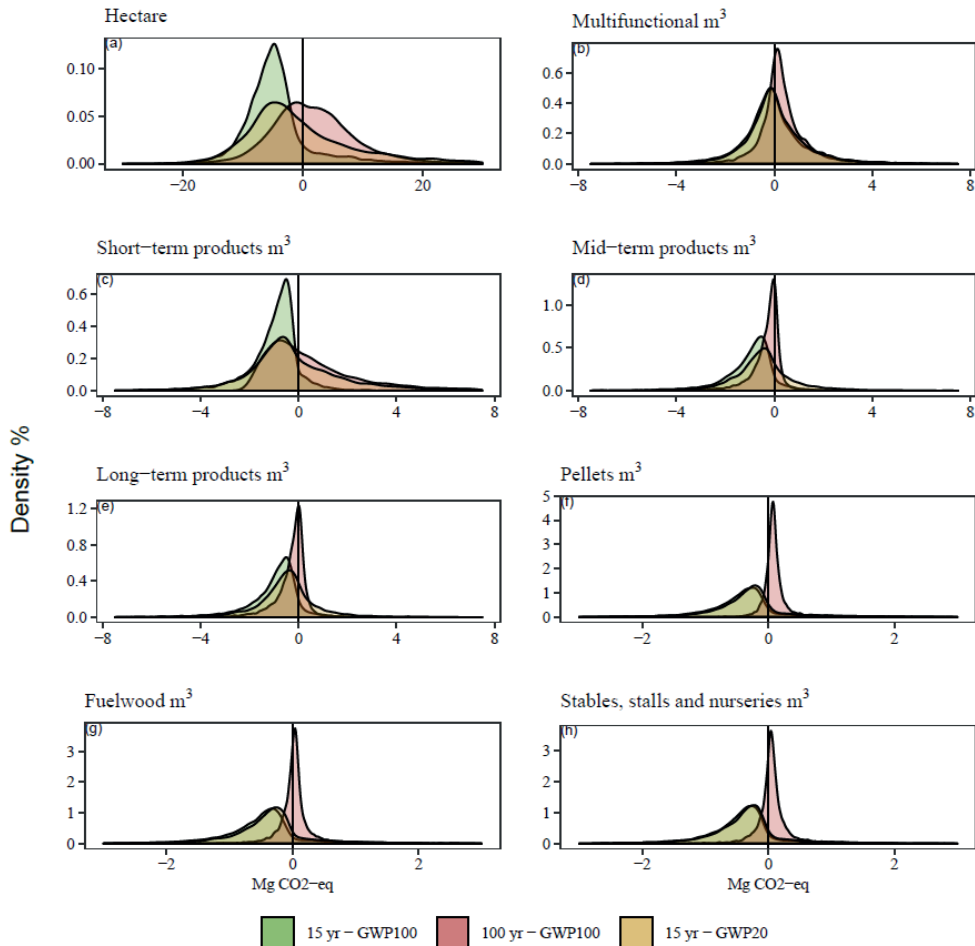 Hectare
Multifunctional m³
(a)
0.10
0.05
0.00
−20
0
20
(b)
0.6
0.4
0.2
0.0
−8
−4
0
4
8
Short−term products m³
Mid−term products m³
(c)
0.6
0.4
0.2
0.0
−8
−4
0
4
8
(d)
1.0
0.5
0.0
−8
−4
0
4
8
Density %
Long−term products m³
Pellets m³
(e)
1.2
0.8
0.4
0.0
−8
−4
0
4
8
(f)
5
4
3
2
1
0
−2
0
2
Fuelwood m³
Stables, stalls and nurseries m³
(g)
3
2
1
0
−2
0
2
Mg CO2−eq
(h)
3
2
1
0
−2
0
2
Mg CO2−eq
15 yr − GWP100
100 yr − GWP100
15 yr − GWP20